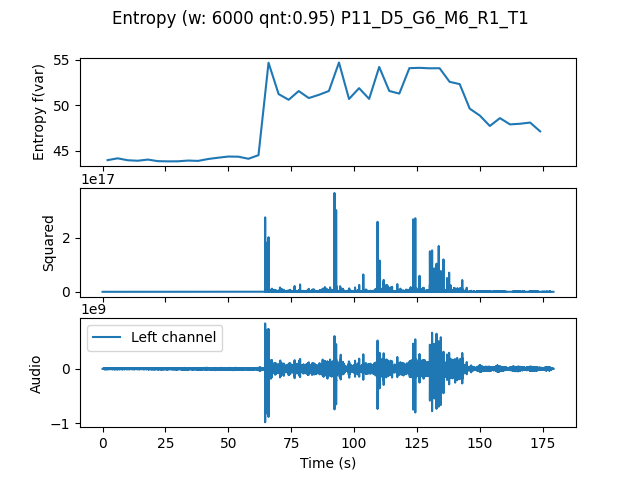 Entropy (w: 6000 qnt:0.95) P11_D5_G6_M6_R1_T1
Entropy f(var)
55
50
45
1e17
Squared
2
0
1e9
Audio
Left channel
0
−1
0 25 50 75 100 125 150 175
Time (s)